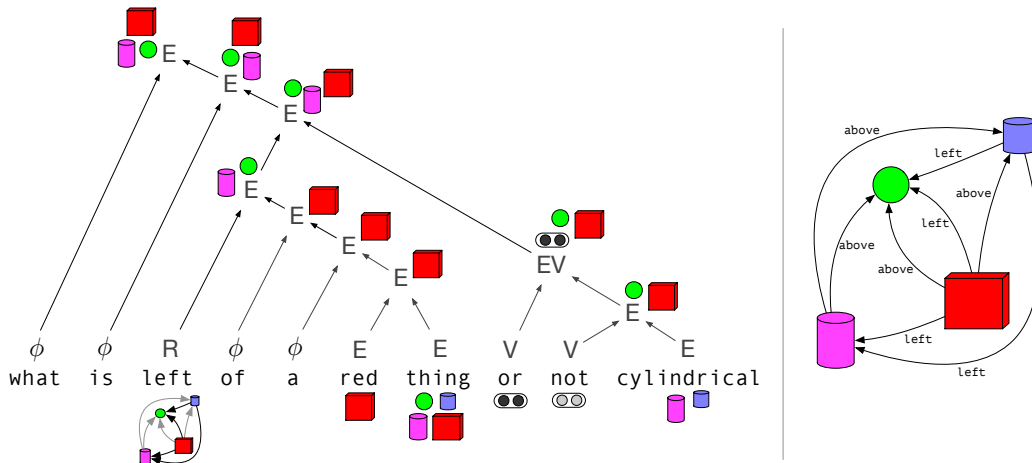 E
E
E
E
E
E
EV
E
E
ϕ ϕ R ϕ ϕ E E V V E
what is left of a red thing or not cylindrical
above
left
above
left
above
above
left
left